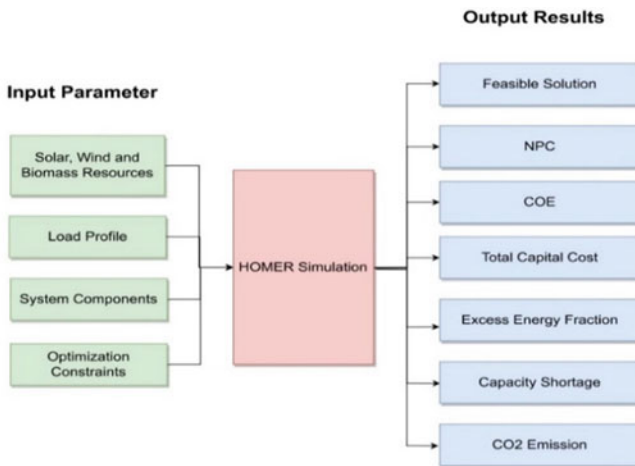 Output Results
Input Parameter
Solar, Wind and
Biomass Resources
Load Profile
System Components
Optimization
Constraints
HOMER Simulation
Feasible Solution
NPC
COE
Total Capital Cost
Excess Energy Fraction
Capacity Shortage
CO2 Emission